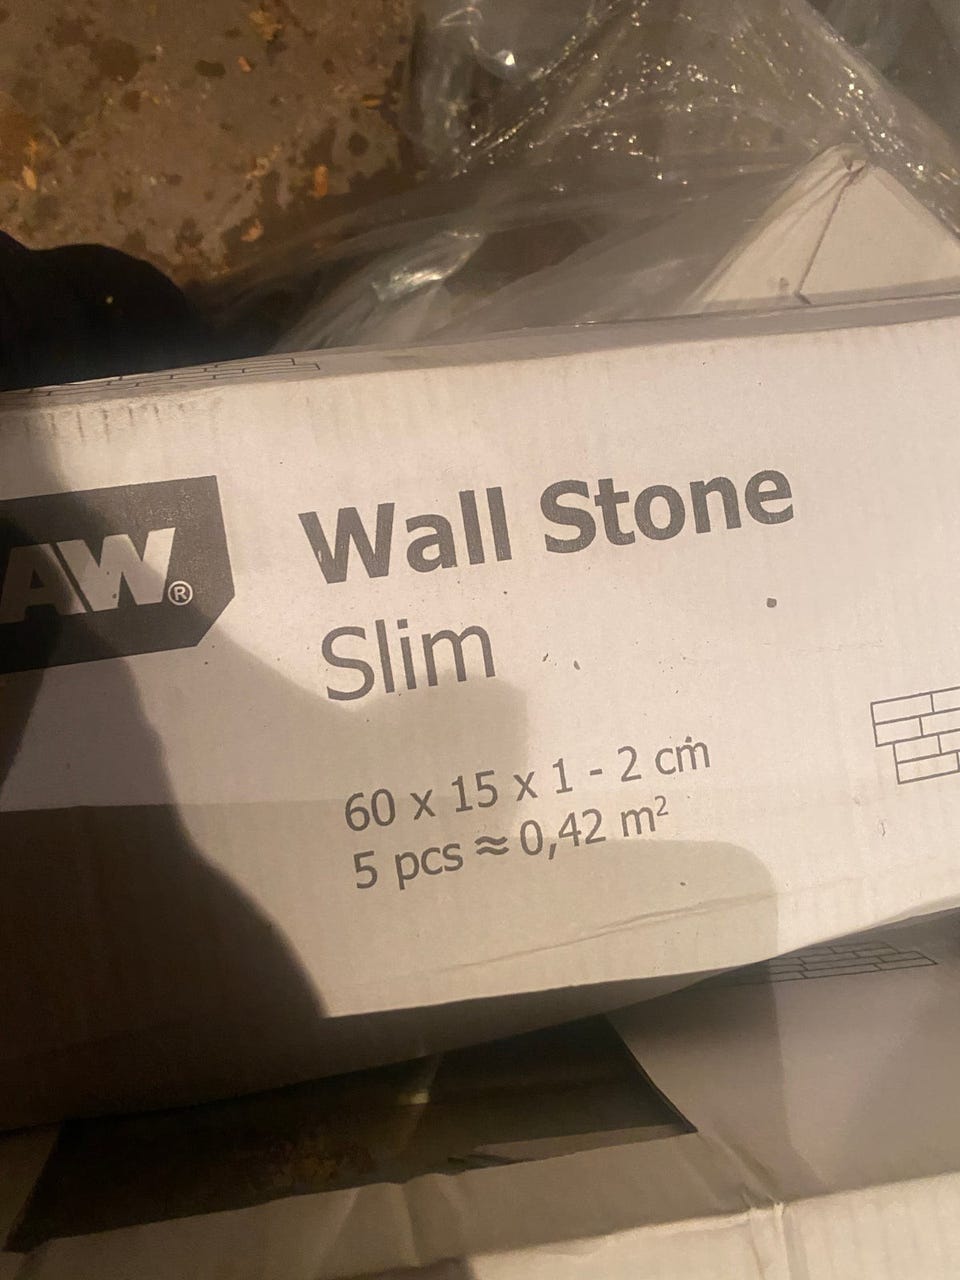 AW®
Wall Stone
Slim
60 x 15 x 1 - 2 cm
5 pcs ≈ 0,42 m²